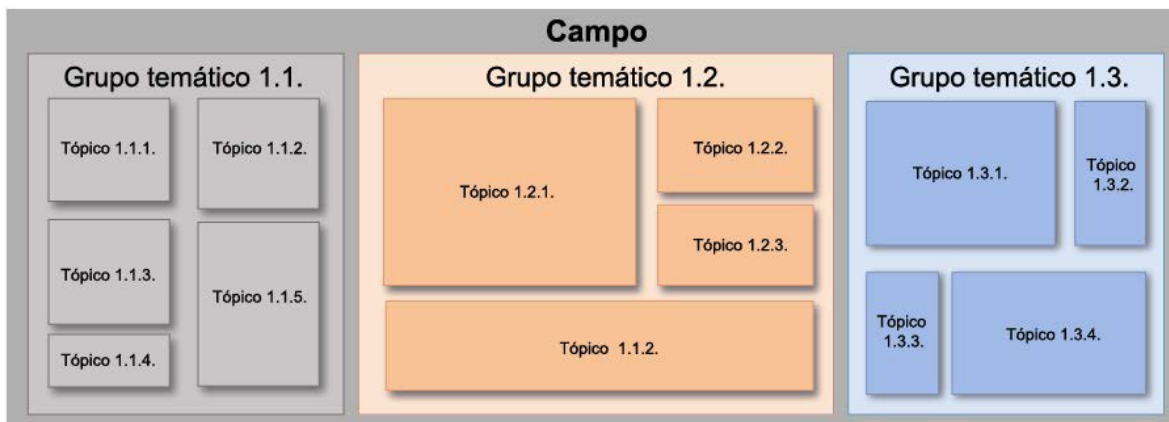 Campo
Grupo temático 1.1.
Tópico 1.1.1.
Tópico 1.1.2.
Tópico 1.1.3.
Tópico 1.1.5.
Tópico 1.1.4.
Grupo temático 1.2.
Tópico 1.2.1.
Tópico 1.2.2.
Tópico 1.2.3.
Tópico 1.1.2.
Grupo temático 1.3.
Tópico 1.3.1.
Tópico
1.3.2.
Tópico
1.3.3.
Tópico 1.3.4.